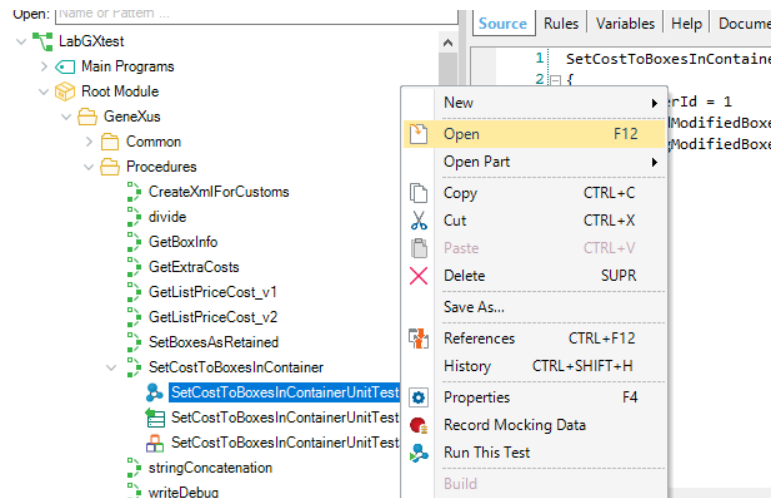 Open: Name or Pattern ...
LabGXtest
Main Programs
Root Module
GeneXus
Common
Procedures
CreateXmlForCustoms
divide
GetBoxInfo
GetExtraCosts
GetListPriceCost_v1
GetListPriceCost_v2
SetBoxesAsRetained
SetCostToBoxesInContainer
SetCostToBoxesInContainerUnitTest
SetCostToBoxesInContainerUnitTest
SetCostToBoxesInContainerUnitTest
stringConcatenation
writeDebug
New
Open F12
Open Part
Copy CTRL+C
Cut CTRL+X
Paste CTRL+V
Delete SUPR
Save As...
References CTRL+F12
History CTRL+SHIFT+H
Properties F4
Record Mocking Data
Run This Test
Build
Source Rules Variables Help Docume
1 SetCostToBoxesInContaine
2 {
rId = 1
ModifiedBoxe
gModifiedBoxe